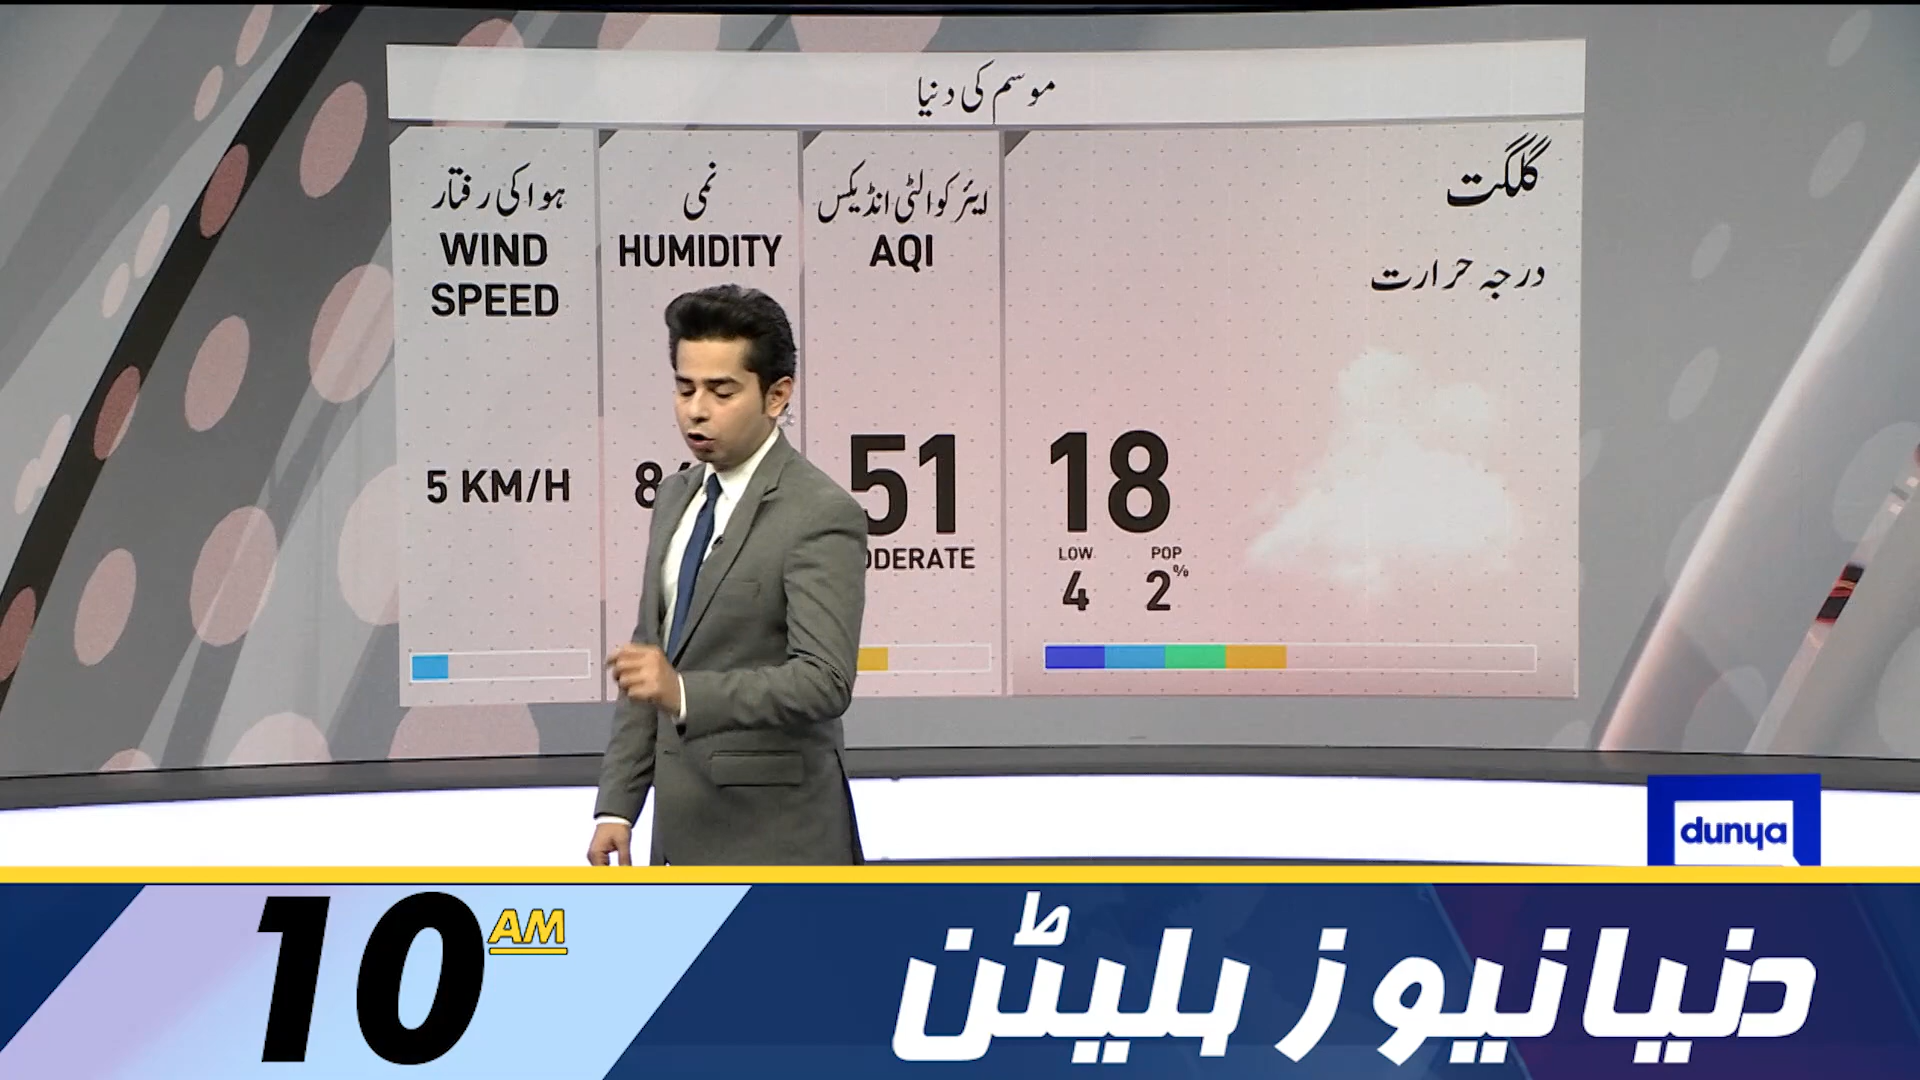 موسم کی دنیا
گلگت
درجہ حرارت
18
LOW
4
POP
2%
ایئر کوالٹی انڈیکس
AQI
51
نمی
HUMIDITY
ہوا کی رفتار
WIND
SPEED
5 KM/H
dunya
10 AM
دنیا نیوز بلیٹن